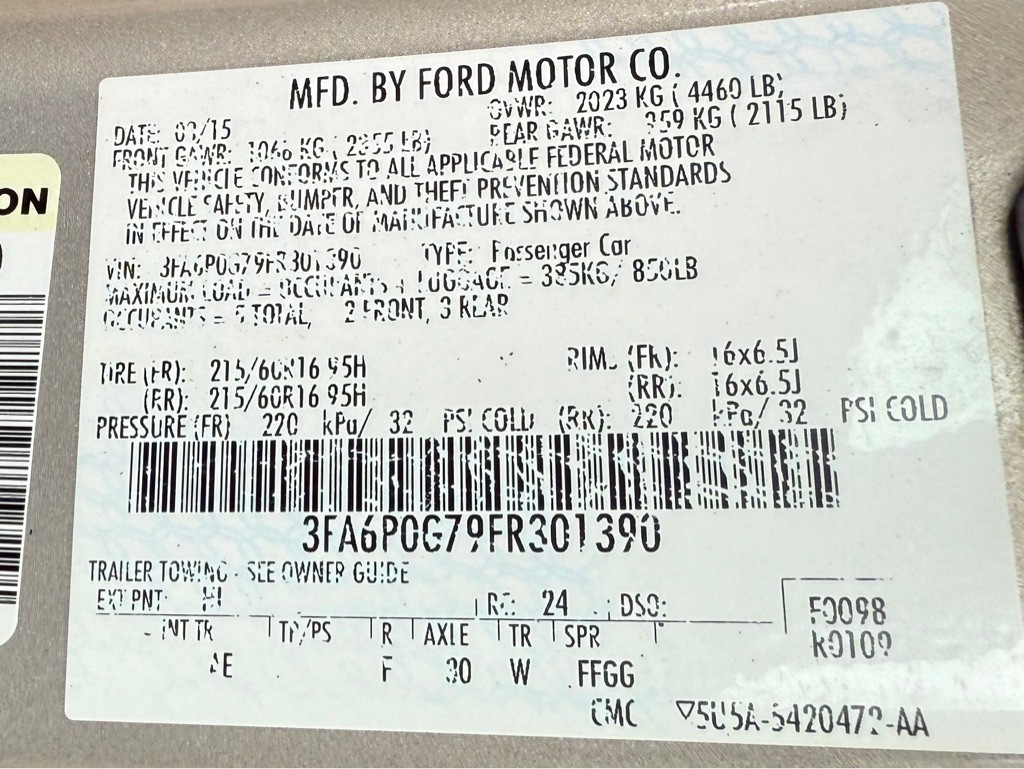 MFD. BY FORD MOTOR CO.
DATE: 03/15 GVWR: 2023 KG ( 4460 LB)
FRONT GAWR: 1066 KG ( 2355 LB) REAR GAWR: 959 KG ( 2115 LB)
THIS VEHICLE CONFORMS TO ALL APPLICABLE FEDERAL MOTOR
VEHICLE SAFETY, BUMPER, AND THEFT PREVENTION STANDARDS
IN EFFECT ON THE DATE OF MANUFACTURE SHOWN ABOVE.
VIN: 3FA6P0G79FR301390 TYPE: Passenger Car
MAXIMUM LOAD = OCCUPANTS + LUGGAGE = 385KG/ 850LB
OCCUPANTS = 5 TOTAL, 2 FRONT, 3 REAR
TIRE (FR): 215/60R16 95H RIM: (FR): 16x6.5J
(RR): 215/60R16 95H (RR): 16x6.5J
PRESSURE (FR) 220 kPa/ 32 PSI COLD (RR): 220 kPa/ 32 PSI COLD
3FA6P0G79FR301390
TRAILER TOWING - SEE OWNER GUIDE
EXT PNT: RC: 24 DSO: F0098
INT TR TP/PS R AXLE TR SPR R0109
F W FFGG
CMC ▽5U5A-5420472-AA
ON